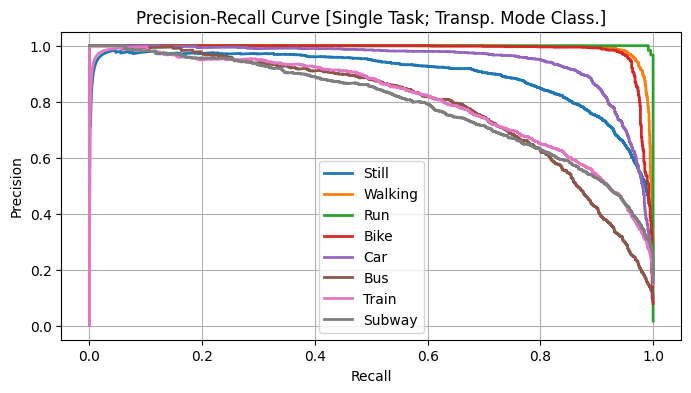 Precision-Recall Curve [Single Task; Transp. Mode Class.]
Precision
1.0
0.8
0.6
0.4
0.2
0.0
Still
Walking
Run
Bike
Car
Bus
Train
Subway
0.0 0.2 0.4 0.6 0.8 1.0
Recall